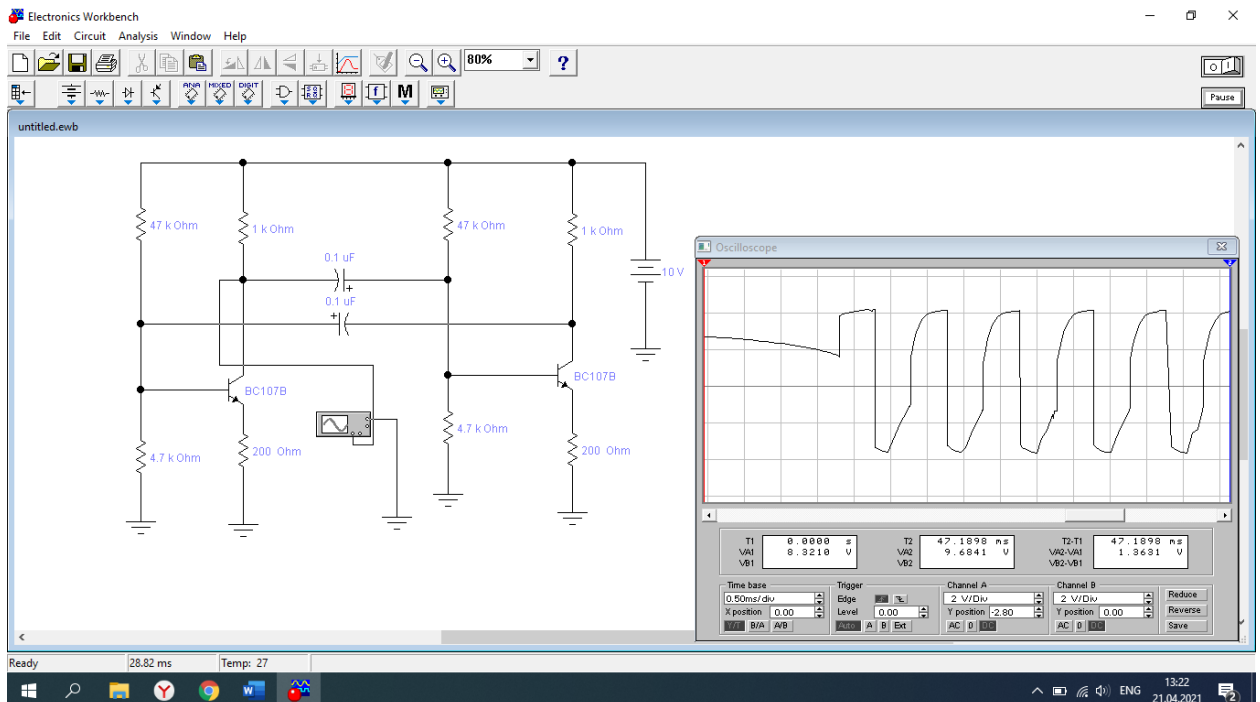 Electronics Workbench
File Edit Circuit Analysis Window Help
80%
?
ANA MIXED DIGIT
M
Pause
untitled.ewb
47 k Ohm
1 k Ohm
47 k Ohm
1 k Ohm
0.1 uF
+
10 V
0.1 uF
+
BC107B
BC107B
4.7 k Ohm
200 Ohm
4.7 k Ohm
200 Ohm
Oscilloscope
1
2
T1 0.0000 s
VA1 8.3210 V
VB1
T2 47.1898 ms
VA2 9.6841 V
VB2
T2-T1 47.1898 ms
VA2-VA1 1.3631 V
VB2-VB1
Time base
0.50ms/div
X position 0.00
Y/T B/A A/B
Trigger
Edge
Level 0.00
Auto A B Ext
Channel A
2 V/Div
Y position -2.80
AC 0 DC
Channel B
2 V/Div
Y position 0.00
AC 0 DC
Reduce
Reverse
Save
Ready 28.82 ms Temp: 27
ENG
13:22
21.04.2021
2